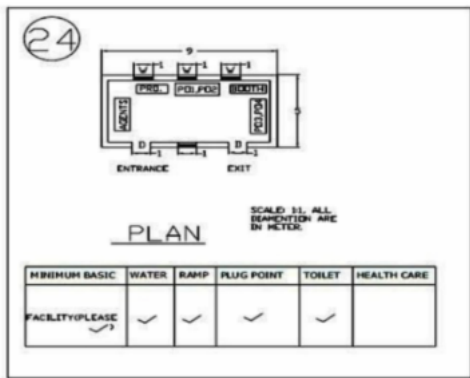 24
9
W 1 W 1 W 1
PRO. PO1,PO2 BOOTH
AGENTS PO3,PO4 5
D D
1 1 1
ENTRANCE EXIT
PLAN
SCALED 1:1, ALL
DIAMENTION ARE
IN METER.
MINIMUM BASIC WATER RAMP PLUG POINT TOILET HEALTH CARE
FACILITY(PLEASE ✓) ✓ ✓ ✓ ✓